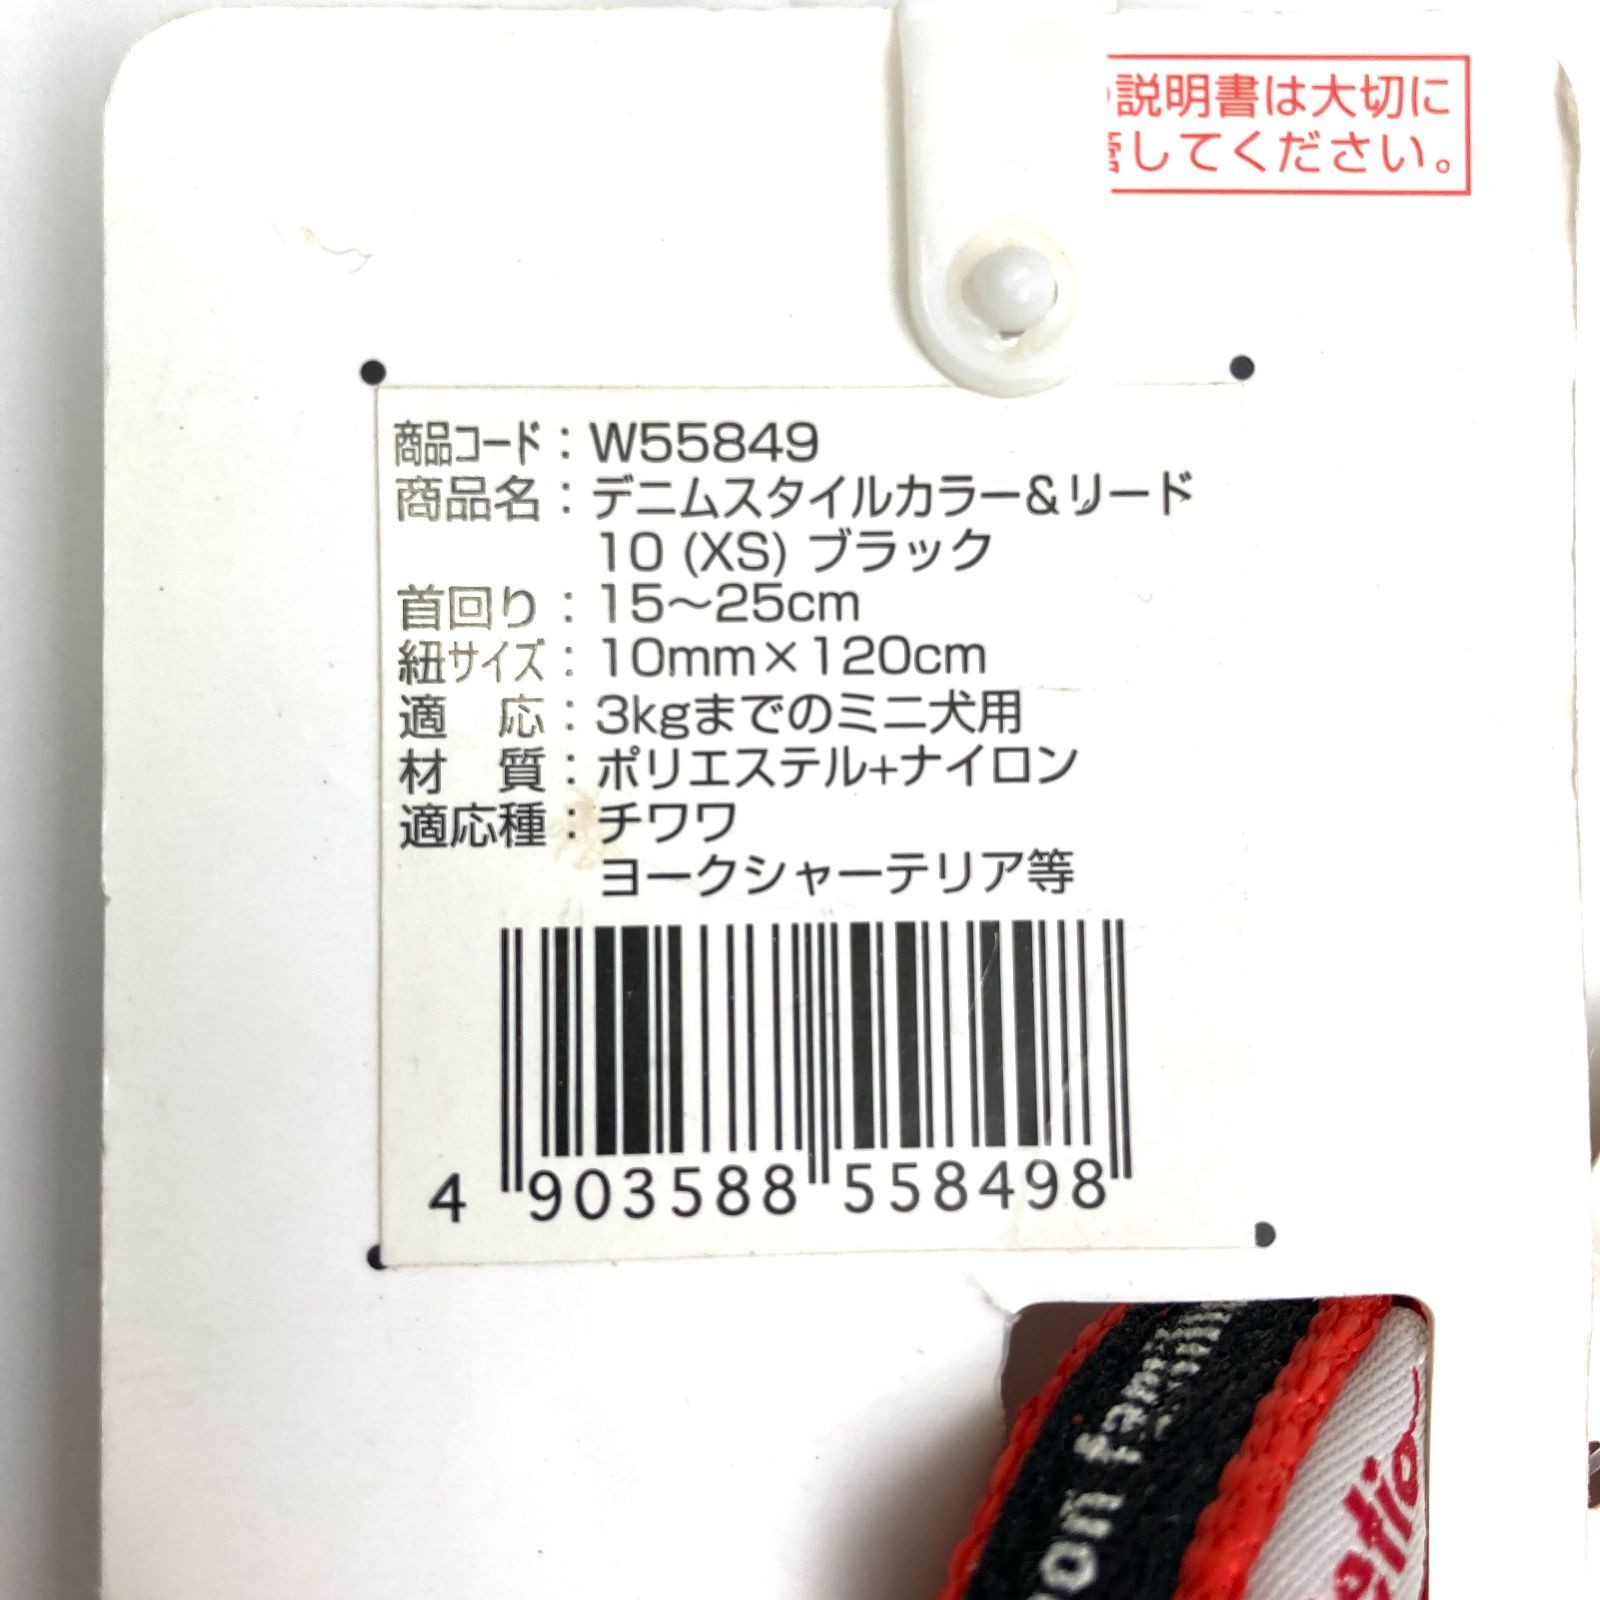 説明書は大切に
してください。
商品コード：W55849
商品名：デニムスタイルカラー&リード
10 (XS) ブラック
首回り：15～25cm
紐サイズ：10mm×120cm
適　応：3kgまでのミニ犬用
材　質：ポリエステル+ナイロン
適応種：チワワ
ヨークシャーテリア等
4 903588 558498